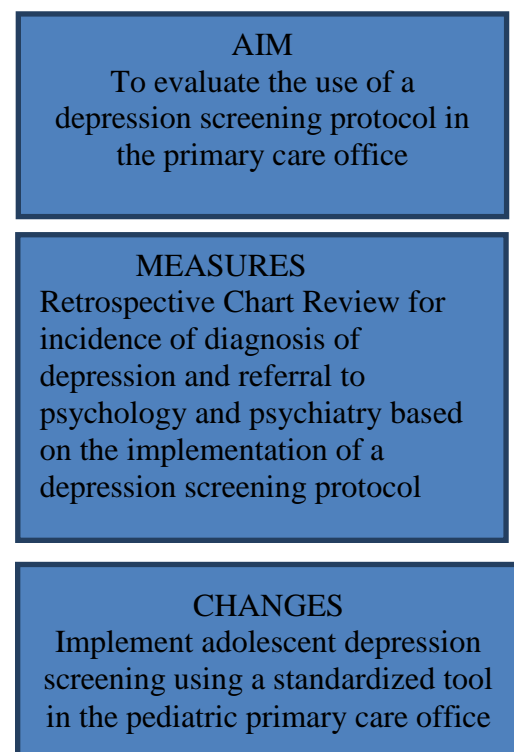 AIM
To evaluate the use of a
depression screening protocol in
the primary care office
MEASURES
Retrospective Chart Review for
incidence of diagnosis of
depression and referral to
psychology and psychiatry based
on the implementation of a
depression screening protocol
CHANGES
Implement adolescent depression
screening using a standardized tool
in the pediatric primary care office